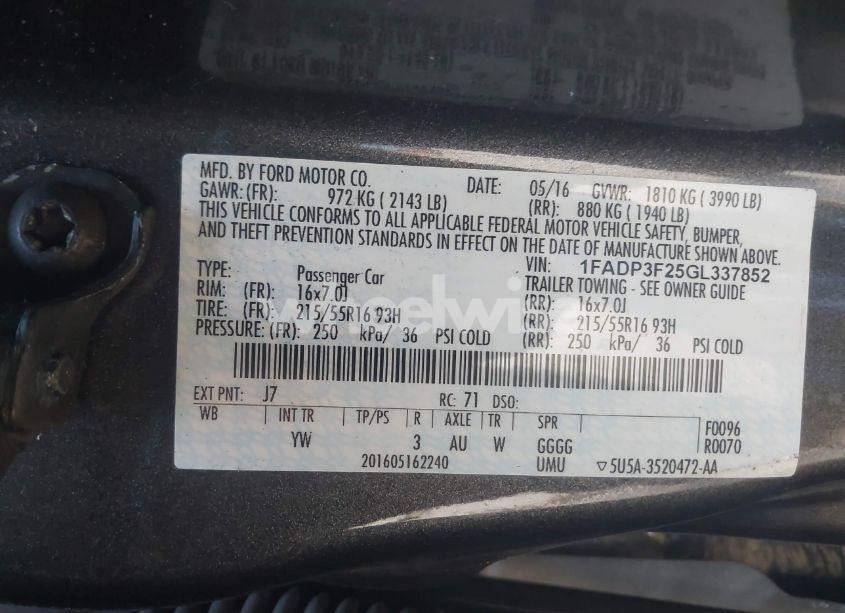 MFD. BY FORD MOTOR CO. DATE: 05/16 GVWR: 1810 KG ( 3990 LB)
GAWR: (FR): 972 KG ( 2143 LB) (RR): 880 KG ( 1940 LB)
THIS VEHICLE CONFORMS TO ALL APPLICABLE FEDERAL MOTOR VEHICLE SAFETY, BUMPER,
AND THEFT PREVENTION STANDARDS IN EFFECT ON THE DATE OF MANUFACTURE SHOWN ABOVE.
VIN: 1FADP3F25GL337852
TYPE: Passenger Car TRAILER TOWING - SEE OWNER GUIDE
RIM: (FR): 16x7.0J (RR): 16x7.0J
TIRE: (FR): 215/55R16 93H (RR): 215/55R16 93H
PRESSURE: (FR): 250 kPa/ 36 PSI COLD (RR): 250 kPa/ 36 PSI COLD
EXT PNT: J7 RC: 71 DSO:
WB INT TR TP/PS R AXLE TR SPR F0096
YW 3 AU W GGGG R0070
201605162240 UMU ▽5U5A-3520472-AA